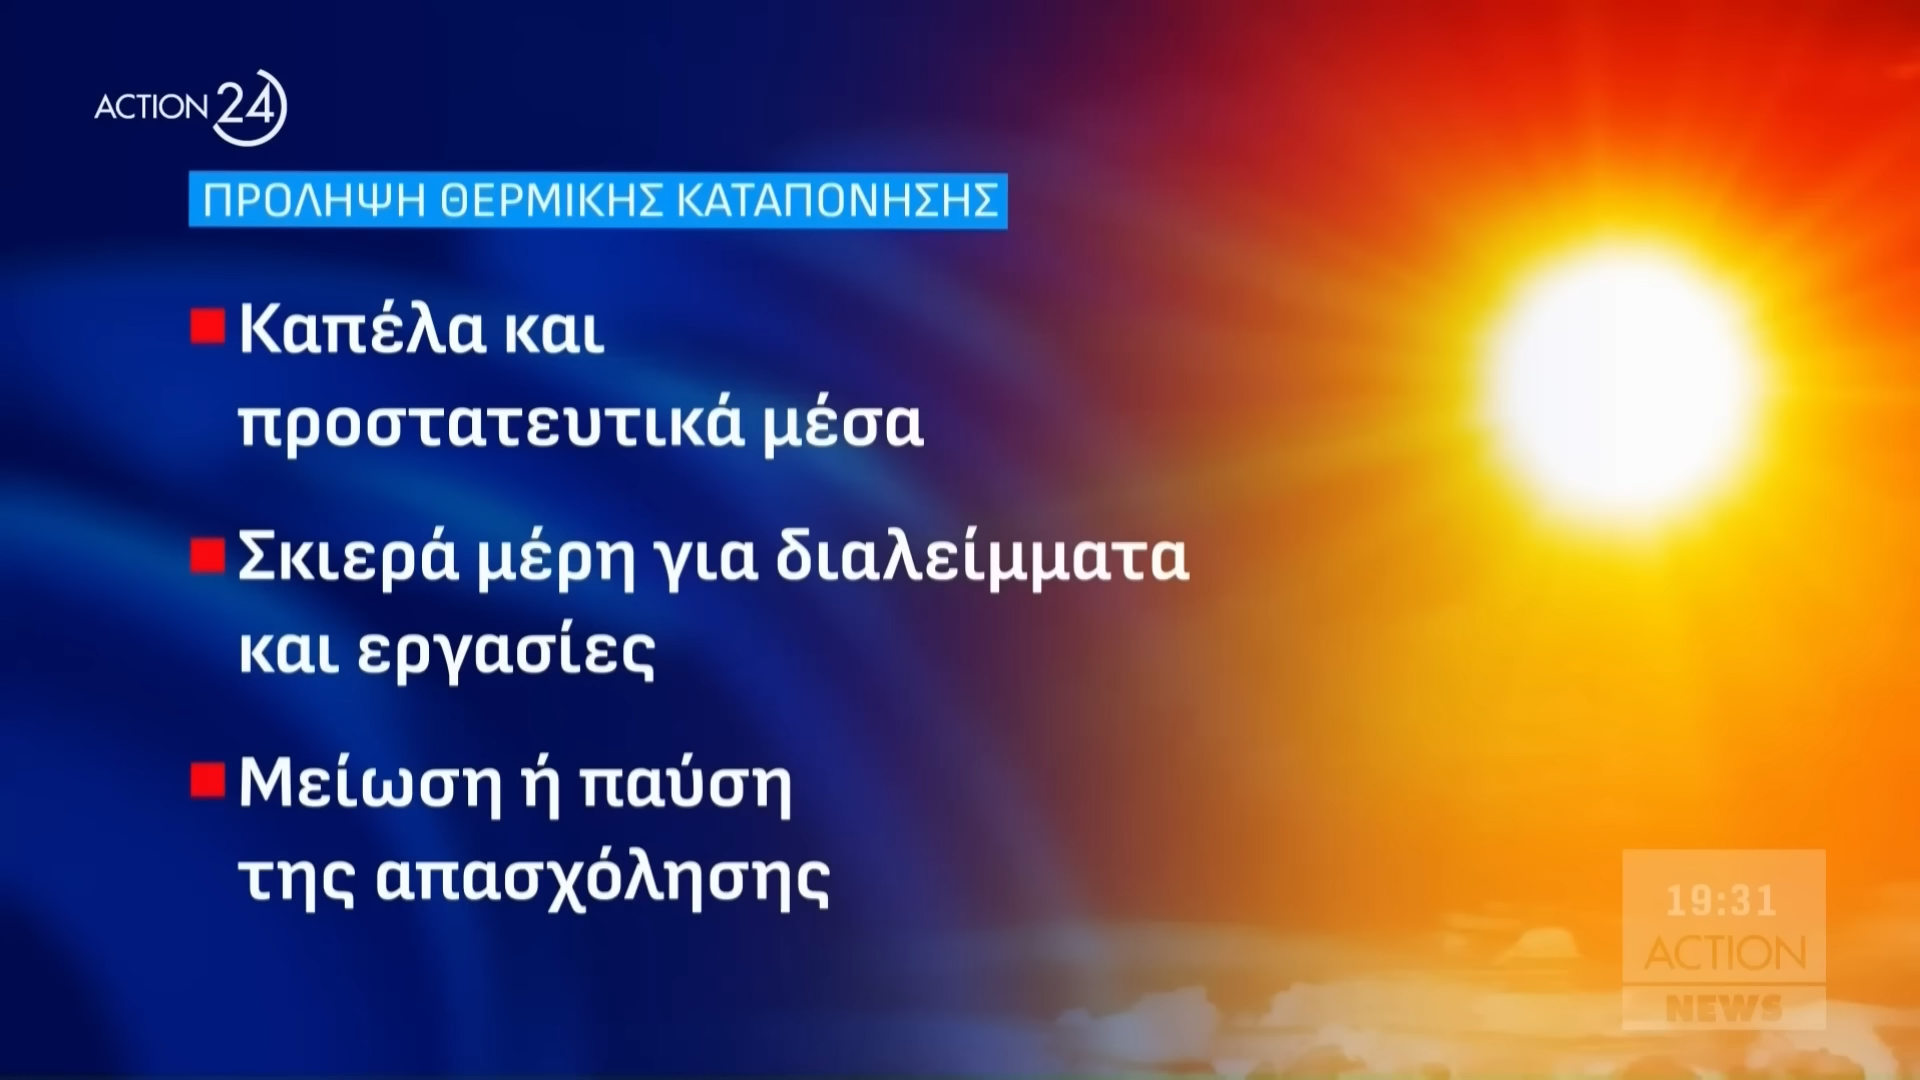 ACTION 24
ΠΡΟΛΗΨΗ ΘΕΡΜΙΚΗΣ ΚΑΤΑΠΟΝΗΣΗΣ
Καπέλα και
προστατευτικά μέσα
Σκιερά μέρη για διαλείμματα
και εργασίες
Μείωση ή παύση
της απασχόλησης
19:31
ACTION
NEWS